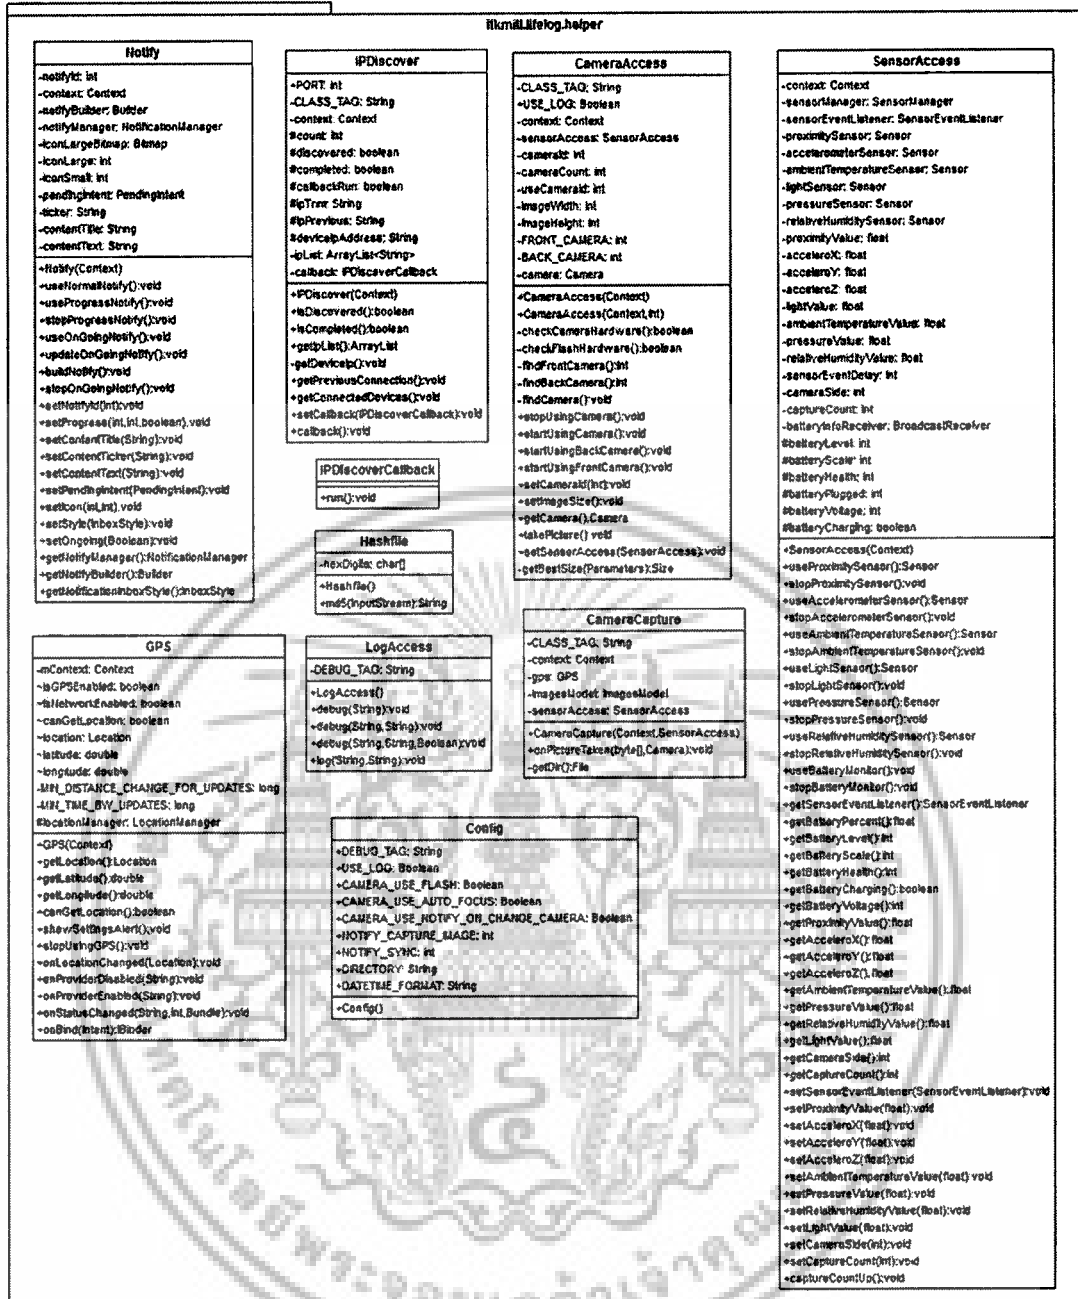 itkmitl.lifelog.helper
Notify
-notifyId: int
-context: Context
-notifyBuilder: Builder
-notifyManager: NotificationManager
-iconLargeBitmap: Bitmap
-iconLarge: int
-iconSmall: int
-pendingIntent: PendingIntent
-ticker: String
-contentTitle: String
-contentText: String
+Notify(Context)
+useNormalNotify():void
+useProgressNotify():void
+stopProgressNotify():void
+useOnGoingNotify():void
+updateOnGoingNotify():void
+buildNotify():void
+stopOnGoingNotify():void
+setNotifyId(int):void
+setProgress(int,int,boolean):void
+setContentTitle(String):void
+setContentTicker(String):void
+setContentText(String):void
+setPendingIntent(PendingIntent):void
+setIcon(int,int):void
+setStyle(InboxStyle):void
+setOngoing(Boolean):void
+getNotifyManager():NotificationManager
+getNotifyBuilder():Builder
+getNotificationInboxStyle():InboxStyle
IPDiscover
+PORT: int
-CLASS_TAG: String
-context: Context
#count: int
#discovered: boolean
#completed: boolean
#callbackRun: boolean
#ipTmr: String
#ipPrevious: String
#deviceIpAddress: String
-ipList: ArrayList<String>
-callback: IPDiscoverCallback
+IPDiscover(Context)
+isDiscovered():boolean
+isCompleted():boolean
+getIpList():ArrayList
-getDeviceIp():void
+getPreviousConnection():void
+getConnectedDevices():void
+setCallback(IPDiscoverCallback):void
+callback():void
IPDiscoverCallback
+run():void
Hashfile
-hexDigits: char[]
+Hashfile()
+md5(InputStream):String
CameraAccess
-CLASS_TAG: String
+USE_LOG: Boolean
-context: Context
-sensorAccess: SensorAccess
-cameraId: int
-cameraCount: int
-useCameraId: int
-imageWidth: int
-imageHeight: int
-FRONT_CAMERA: int
-BACK_CAMERA: int
-camera: Camera
+CameraAccess(Context)
+CameraAccess(Context,int)
-checkCameraHardware():boolean
-checkFlashHardware():boolean
-findFrontCamera():int
-findBackCamera():int
-findCamera():void
+stopUsingCamera():void
+startUsingCamera():void
+startUsingBackCamera():void
+startUsingFrontCamera():void
+setCameraId(int):void
+setImageSize():void
+getCamera():Camera
+takePicture():void
+setSensorAccess(SensorAccess):void
-getBestSize(Parameters):Size
SensorAccess
-context: Context
-sensorManager: SensorManager
-sensorEventListener: SensorEventListener
-proximitySensor: Sensor
-accelerometerSensor: Sensor
-ambientTemperatureSensor: Sensor
-lightSensor: Sensor
-pressureSensor: Sensor
-relativeHumiditySensor: Sensor
-proximityValue: float
-acceleroX: float
-acceleroY: float
-acceleroZ: float
-lightValue: float
-ambientTemperatureValue: float
-pressureValue: float
-relativeHumidityValue: float
-sensorEventDelay: int
-cameraSide: int
-captureCount: int
-batteryInfoReceiver: BroadcastReceiver
#batteryLevel: int
#batteryScale: int
#batteryHealth: int
#batteryPlugged: int
#batteryVoltage: int
#batteryCharging: boolean
+SensorAccess(Context)
+useProximitySensor():Sensor
+stopProximitySensor():void
+useAccelerometerSensor():Sensor
+stopAccelerometerSensor():void
+useAmbientTemperatureSensor():Sensor
+stopAmbientTemperatureSensor():void
+useLightSensor():Sensor
+stopLightSensor():void
+usePressureSensor():Sensor
+stopPressureSensor():void
+useRelativeHumiditySensor():Sensor
+stopRelativeHumiditySensor():void
+useBatteryMonitor():void
+stopBatteryMonitor():void
+getSensorEventListener():SensorEventListener
+getBatteryPercent():float
+getBatteryLevel():int
+getBatteryScale():int
+getBatteryHealth():int
+getBatteryCharging():boolean
+getBatteryVoltage():int
+getProximityValue():float
+getAcceleroX():float
+getAcceleroY():float
+getAcceleroZ():float
+getAmbientTemperatureValue():float
+getPressureValue():float
+getRelativeHumidityValue():float
+getLightValue():float
+getCameraSide():int
+getCaptureCount():int
+setSensorEventListener(SensorEventListener):void
+setProximityValue(float):void
+setAcceleroX(float):void
+setAcceleroY(float):void
+setAcceleroZ(float):void
+setAmbientTemperatureValue(float):void
+setPressureValue(float):void
+setRelativeHumidityValue(float):void
+setLightValue(float):void
+setCameraSide(int):void
+setCaptureCount(int):void
+captureCountUp():void
GPS
-mContext: Context
~isGPSEnabled: boolean
~isNetworkEnabled: boolean
~canGetLocation: boolean
~location: Location
~latitude: double
~longitude: double
-MIN_DISTANCE_CHANGE_FOR_UPDATES: long
-MIN_TIME_BW_UPDATES: long
#locationManager: LocationManager
+GPS(Context)
+getLocation():Location
+getLatitude():double
+getLongitude():double
+canGetLocation():boolean
+showSettingsAlert():void
+stopUsingGPS():void
+onLocationChanged(Location):void
+onProviderDisabled(String):void
+onProviderEnabled(String):void
+onStatusChanged(String,int,Bundle):void
+onBind(Intent):IBinder
LogAccess
-DEBUG_TAG: String
+LogAccess()
+debug(String):void
+debug(String,String):void
+debug(String,String,Boolean):void
+log(String,String):void
CameraCapture
-CLASS_TAG: String
-context: Context
-gps: GPS
-imagesModel: ImagesModel
-sensorAccess: SensorAccess
+CameraCapture(Context,SensorAccess)
+onPictureTaken(byte[],Camera):void
-getDir():File
Config
+DEBUG_TAG: String
+USE_LOG: Boolean
+CAMERA_USE_FLASH: Boolean
+CAMERA_USE_AUTO_FOCUS: Boolean
+CAMERA_USE_NOTIFY_ON_CHANGE_CAMERA: Boolean
+NOTIFY_CAPTURE_IMAGE: int
+NOTIFY_SYNC: int
+DIRECTORY: String
+DATETIME_FORMAT: String
+Config()